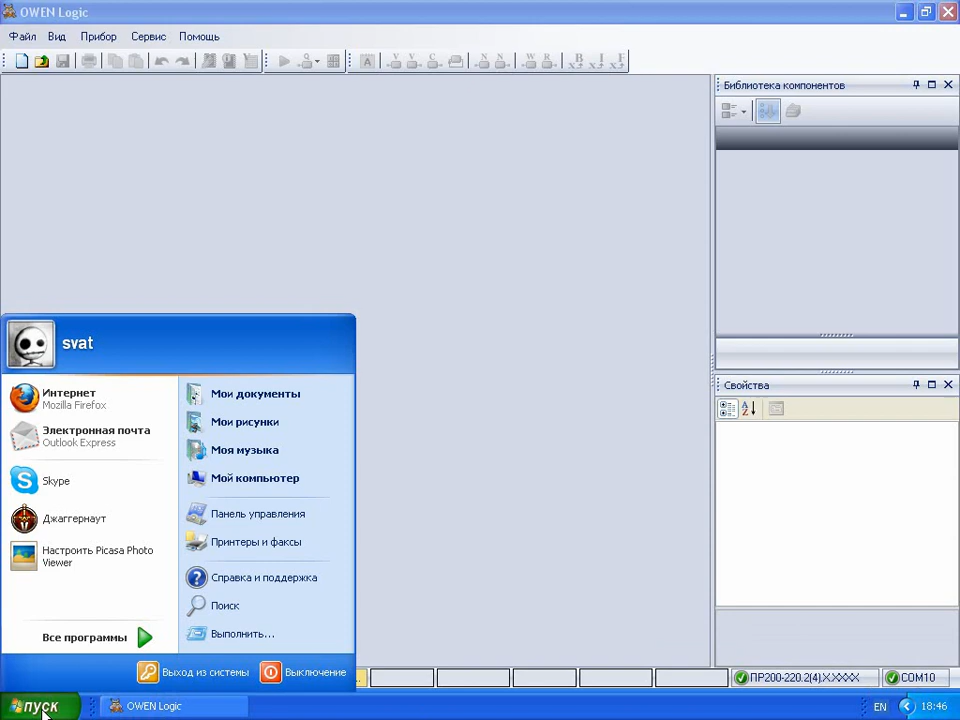 OWEN Logic
Файл Вид Прибор Сервис Помощь
Библиотека компонентов
Свойства
svat
Интернет
Mozilla Firefox
Электронная почта
Outlook Express
Skype
Джаггернаут
Настроить Picasa Photo
Viewer
Все программы
Мои документы
Мои рисунки
Моя музыка
Мой компьютер
Панель управления
Принтеры и факсы
Справка и поддержка
Поиск
Выполнить...
Выход из системы Выключение
ПР200-220.2(4).X.XXXX COM10
пуск OWEN Logic EN 18:46